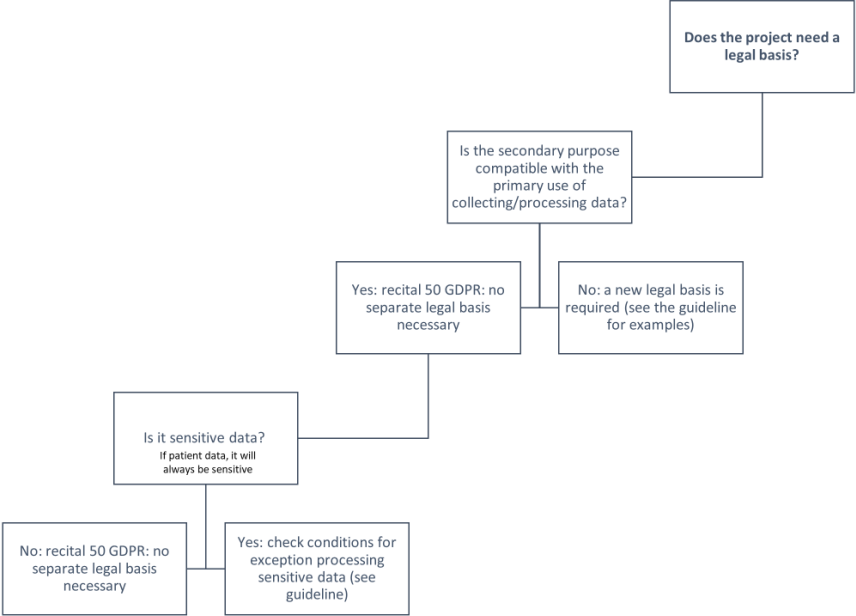 Does the project need a
legal basis?
Is the secondary purpose
compatible with the
primary use of
collecting/processing data?
Yes: recital 50 GDPR: no
separate legal basis
necessary
No: a new legal basis is
required (see the guideline
for examples)
Is it sensitive data?
If patient data, it will
always be sensitive
No: recital 50 GDPR: no
separate legal basis
necessary
Yes: check conditions for
exception processing
sensitive data (see
guideline)